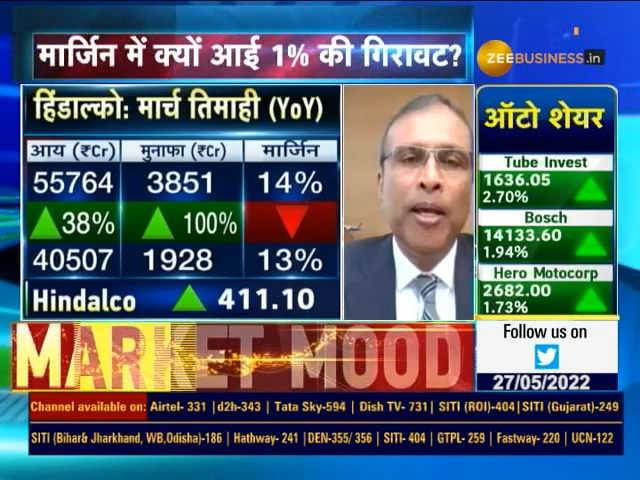 मार्जिन में क्यों आई 1% की गिरावट?
ZEEBUSINESS.in
हिंडाल्को: मार्च तिमाही (YoY)
आय (₹Cr) मुनाफा (₹Cr) मार्जिन
55764 3851 14%
38% 100%
40507 1928 13%
Hindalco 411.10
ऑटो शेयर
Tube Invest
1636.05
2.70%
Bosch
14133.60
1.94%
Hero Motocorp
2682.00
1.73%
MARKET MOOD
Follow us on
27/05/2022
Channel available on: Airtel- 331 |d2h-343 | Tata Sky-594 | Dish TV- 731| SITI (ROI)-404|SITI (Gujarat)-249
SITI (Bihar& Jharkhand, WB,Odisha)-186 | Hathway- 241 |DEN-355/ 356 | SITI- 404 | GTPL- 259 | Fastway- 220 | UCN-122